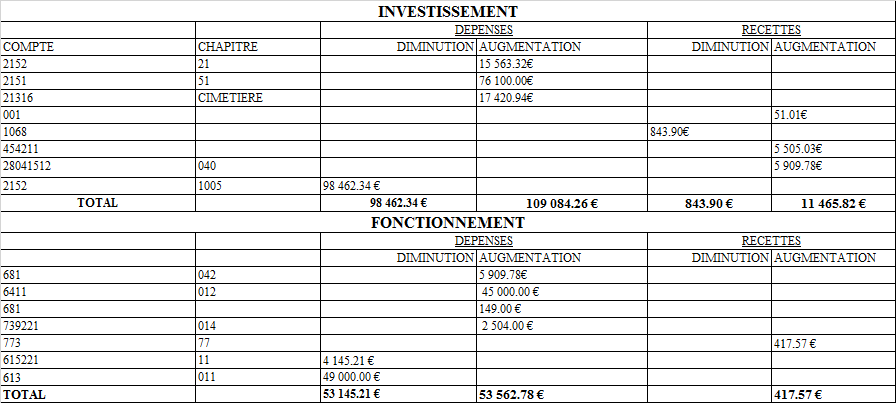 INVESTISSEMENT
DEPENSES RECETTES
COMPTE CHAPITRE DIMINUTION AUGMENTATION DIMINUTION AUGMENTATION
2152 21 15 563.32€
2151 51 76 100.00€
21316 CIMETIERE 17 420.94€
001 51.01€
1068 843.90€
454211 5 505.03€
28041512 040 5 909.78€
2152 1005 98 462.34 €
TOTAL 98 462.34 € 109 084.26 € 843.90 € 11 465.82 €
FONCTIONNEMENT
DEPENSES RECETTES
DIMINUTION AUGMENTATION DIMINUTION AUGMENTATION
681 042 5 909.78€
6411 012 45 000.00 €
681 149.00 €
739221 014 2 504.00 €
773 77 417.57 €
615221 11 4 145.21 €
613 011 49 000.00 €
TOTAL 53 145.21 € 53 562.78 € 417.57 €